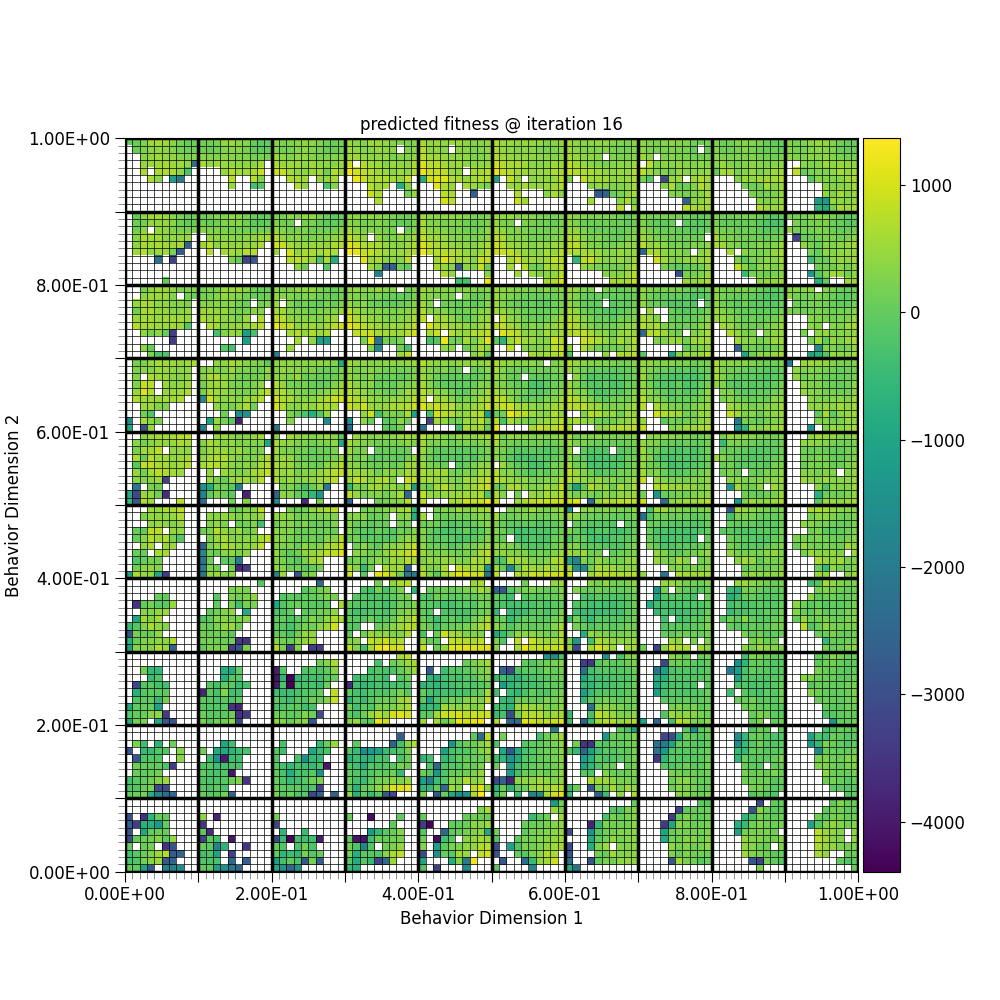 predicted fitness @ iteration 16
1.00E+00
8.00E-01
6.00E-01
4.00E-01
2.00E-01
0.00E+00
Behavior Dimension 2
0.00E+00 2.00E-01 4.00E-01 6.00E-01 8.00E-01 1.00E+00
Behavior Dimension 1
1000
0
−1000
−2000
−3000
−4000